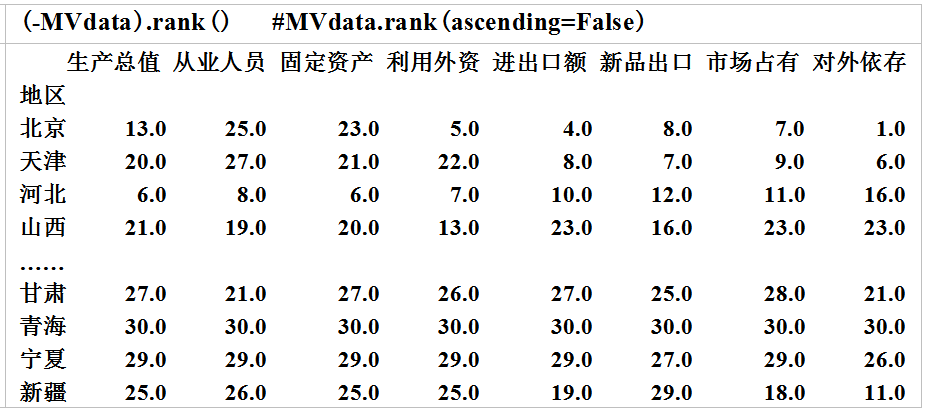 (-MVdata).rank()    #MVdata.rank(ascending=False)
生产总值 从业人员 固定资产 利用外资 进出口额 新品出口 市场占有 对外依存
地区
北京 13.0 25.0 23.0 5.0 4.0 8.0 7.0 1.0
天津 20.0 27.0 21.0 22.0 8.0 7.0 9.0 6.0
河北 6.0 8.0 6.0 7.0 10.0 12.0 11.0 16.0
山西 21.0 19.0 20.0 13.0 23.0 16.0 23.0 23.0
……
甘肃 27.0 21.0 27.0 26.0 27.0 25.0 28.0 21.0
青海 30.0 30.0 30.0 30.0 30.0 30.0 30.0 30.0
宁夏 29.0 29.0 29.0 29.0 29.0 27.0 29.0 26.0
新疆 25.0 26.0 25.0 25.0 19.0 29.0 18.0 11.0